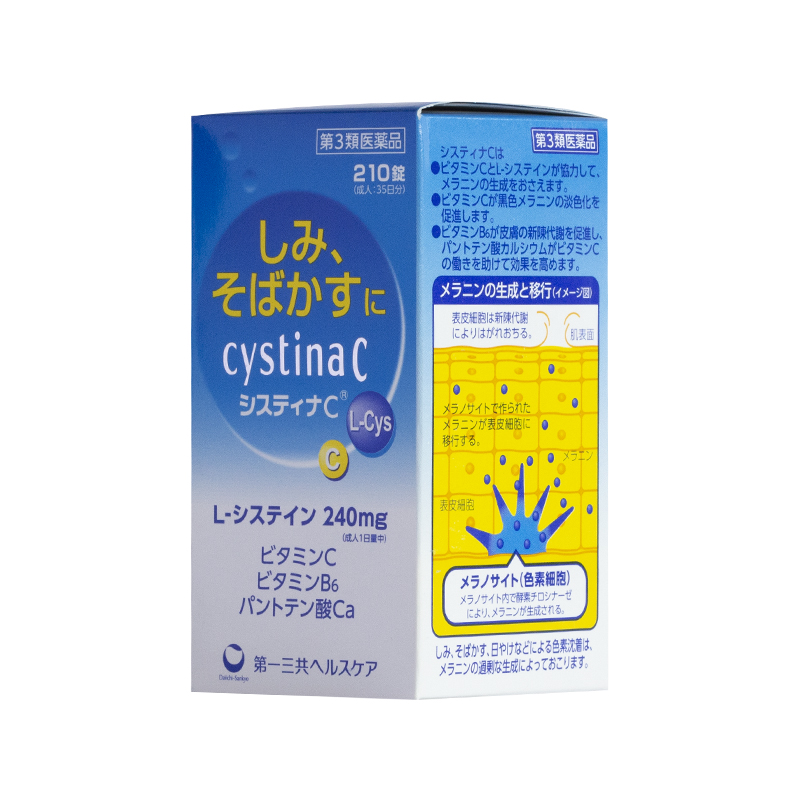 第3類医薬品
210錠
(成人:35日分)
しみ、
そばかすに
cystina C
システィナC®
L-Cys
C
L-システイン 240mg
(成人1日量中)
ビタミンC
ビタミンB₆
パントテン酸Ca
第一三共ヘルスケア
Daiichi-Sankyo
第3類医薬品
システィナCは
●ビタミンCとL-システインが協力して、
メラニンの生成をおさえます。
●ビタミンCが黒色メラニンの淡色化を
促進します。
●ビタミンB₆が皮膚の新陳代謝を促進し、
パントテン酸カルシウムがビタミンC
の働きを助けて効果を高めます。
メラニンの生成と移行(イメージ図)
表皮細胞は新陳代謝
によりはがれおちる。
肌表面
メラノサイトで作られた
メラニンが表皮細胞に
移行する。
メラニン
表皮細胞
メラノサイト(色素細胞)
メラノサイト内で酵素チロシナーゼ
により、メラニンが生成される。
しみ、そばかす、日やけなどによる色素沈着は、
メラニンの過剰な生成によっておこります。